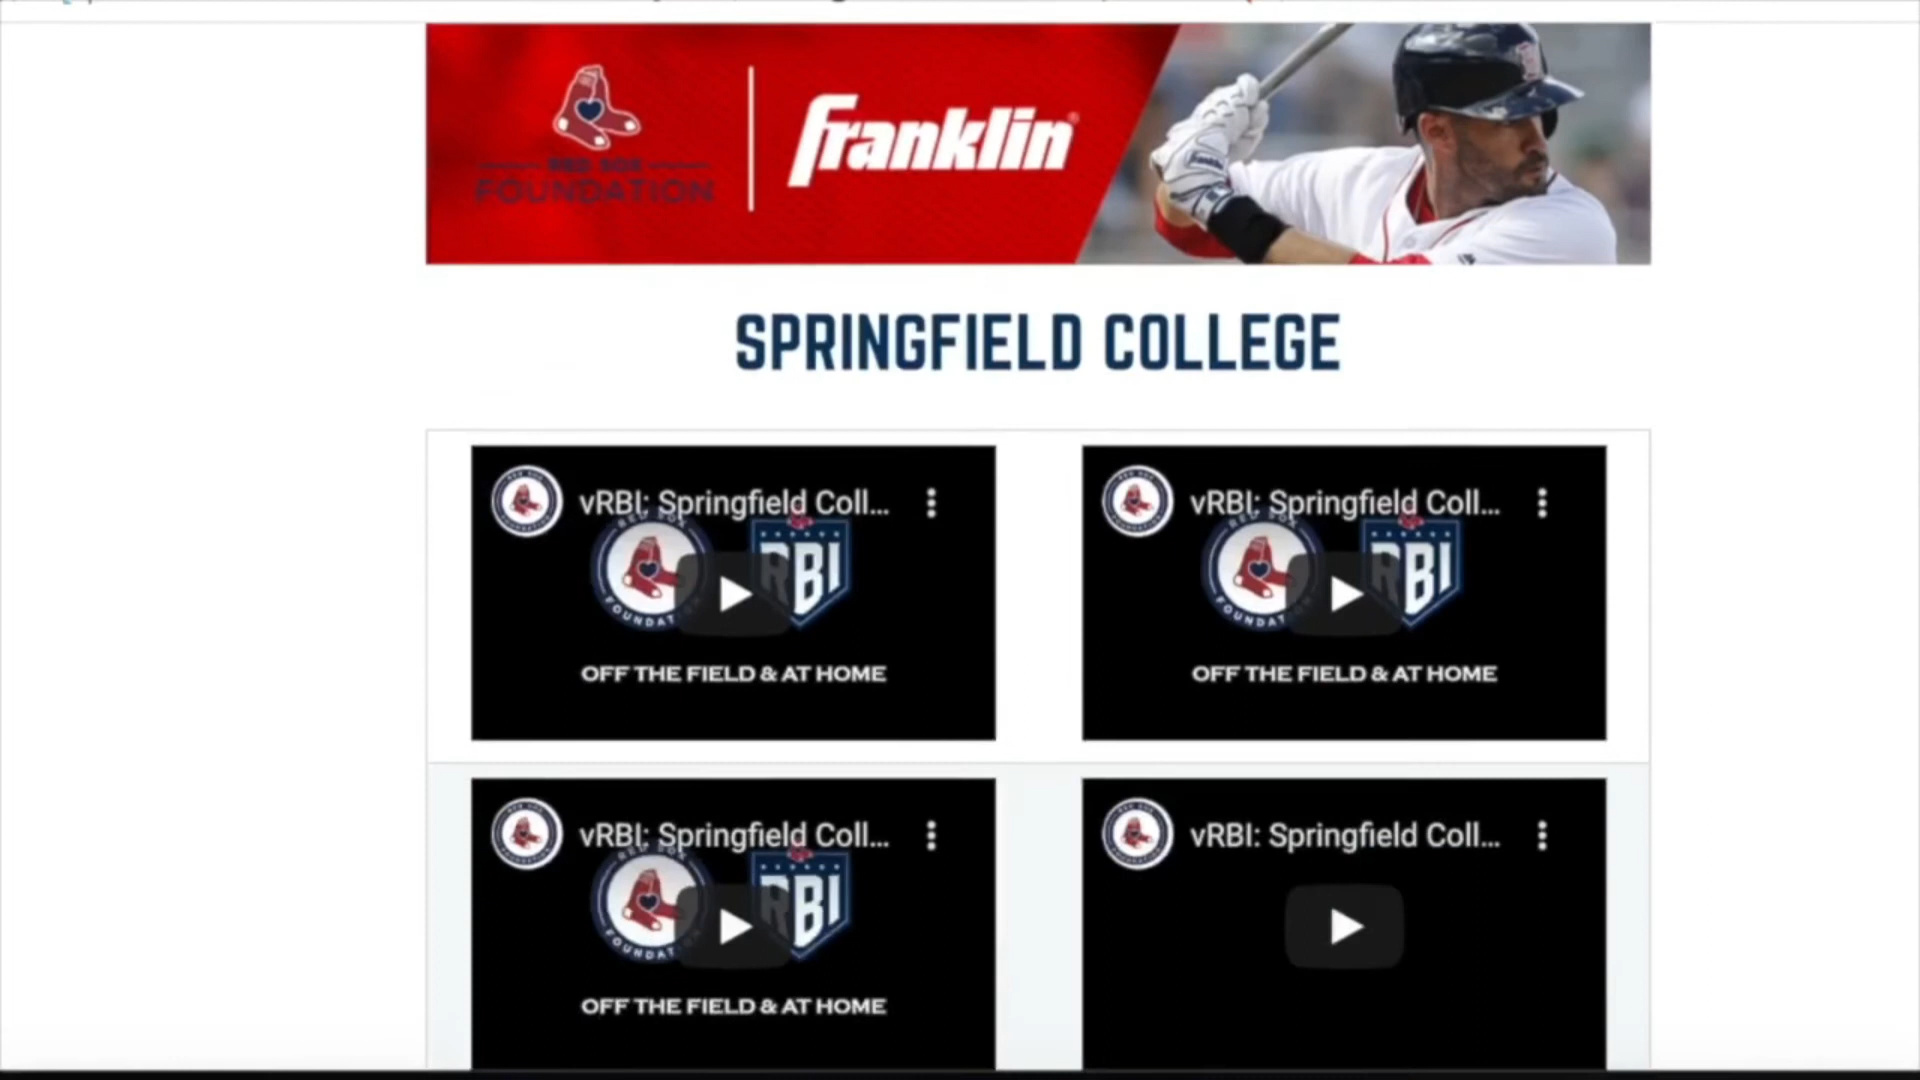 RED SOX
FOUNDATION
franklin
SPRINGFIELD COLLEGE
vRBI: Springfield Coll...
RBI
OFF THE FIELD & AT HOME
vRBI: Springfield Coll...
RBI
OFF THE FIELD & AT HOME
vRBI: Springfield Coll...
RBI
OFF THE FIELD & AT HOME
vRBI: Springfield Coll...